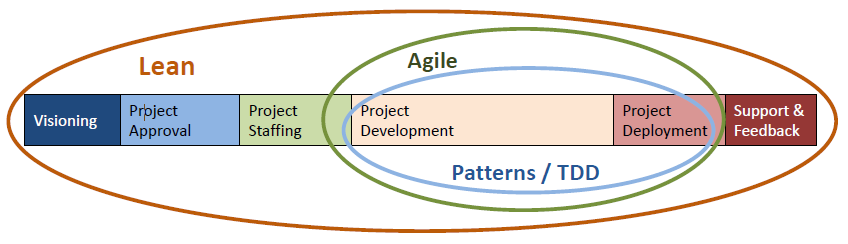 Lean
Agile
Visioning
Project
Approval
Project
Staffing
Project
Development
Project
Deployment
Support &
Feedback
Patterns / TDD